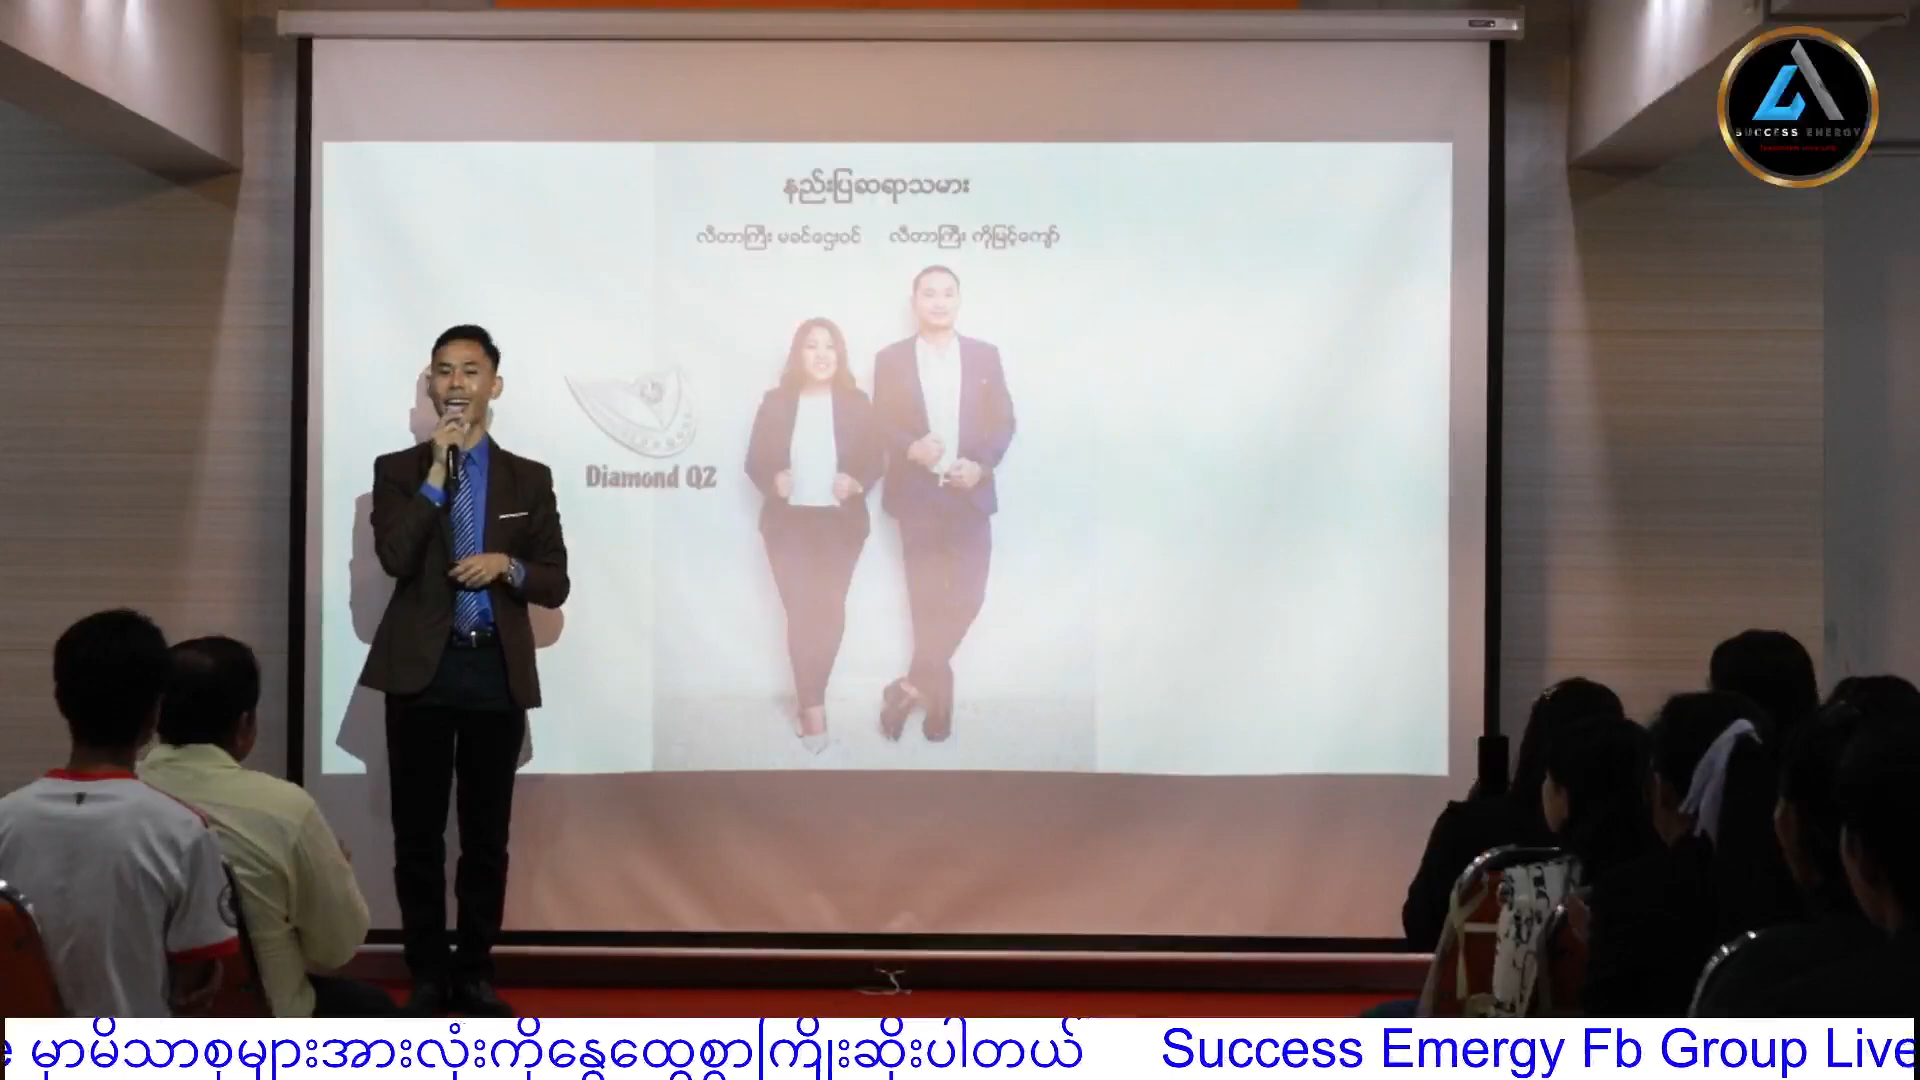 SUCCESS ENERGY
နည်းပြဆရာသမား
လီတာကြီး မခင်ဌေးဝင် လီတာကြီး ကိုမြင့်ကျော်
Diamond Q2
မှာမိသာစုများအားလုံးကိုနွေထွေစွာကြိုးဆိုးပါတယ် Success Emergy Fb Group Live